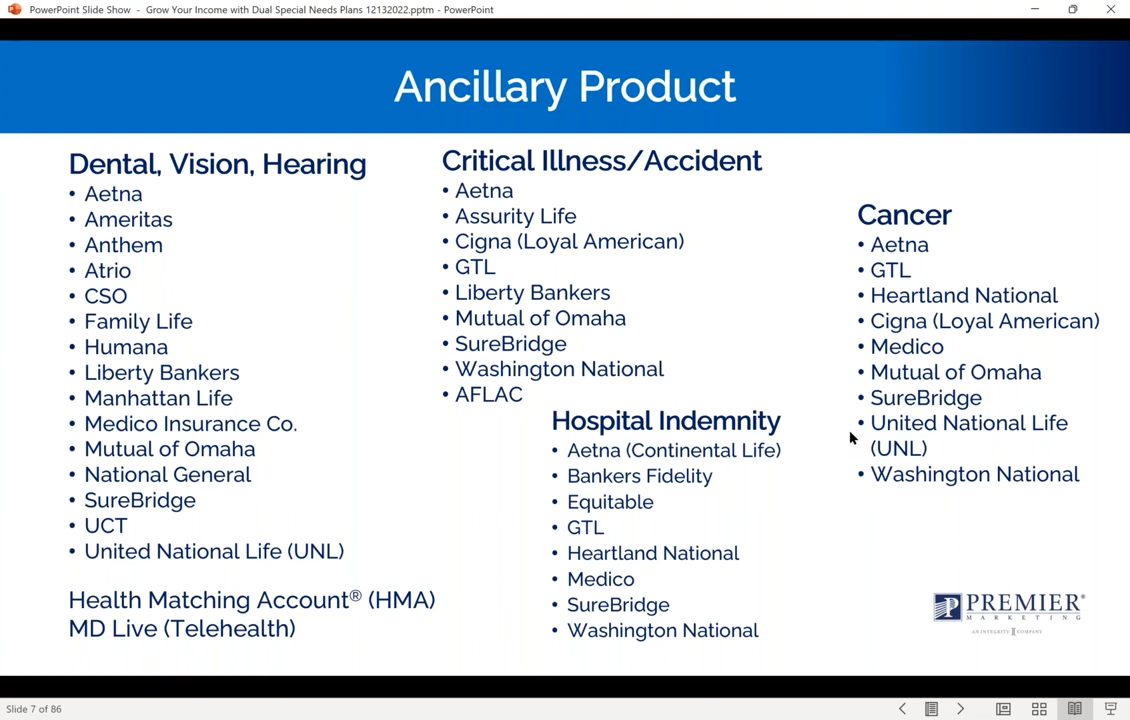 PowerPoint Slide Show  -  Grow Your Income with Dual Special Needs Plans 12132022.pptm - PowerPoint
Ancillary Product
Dental, Vision, Hearing
• Aetna
• Ameritas
• Anthem
• Atrio
• CSO
• Family Life
• Humana
• Liberty Bankers
• Manhattan Life
• Medico Insurance Co.
• Mutual of Omaha
• National General
• SureBridge
• UCT
• United National Life (UNL)
Health Matching Account® (HMA)
MD Live (Telehealth)
Critical Illness/Accident
• Aetna
• Assurity Life
• Cigna (Loyal American)
• GTL
• Liberty Bankers
• Mutual of Omaha
• SureBridge
• Washington National
• AFLAC
Hospital Indemnity
• Aetna (Continental Life)
• Bankers Fidelity
• Equitable
• GTL
• Heartland National
• Medico
• SureBridge
• Washington National
Cancer
• Aetna
• GTL
• Heartland National
• Cigna (Loyal American)
• Medico
• Mutual of Omaha
• SureBridge
• United National Life
(UNL)
• Washington National
PREMIER®
MARKETING
AN INTEGRITY COMPANY
Slide 7 of 86